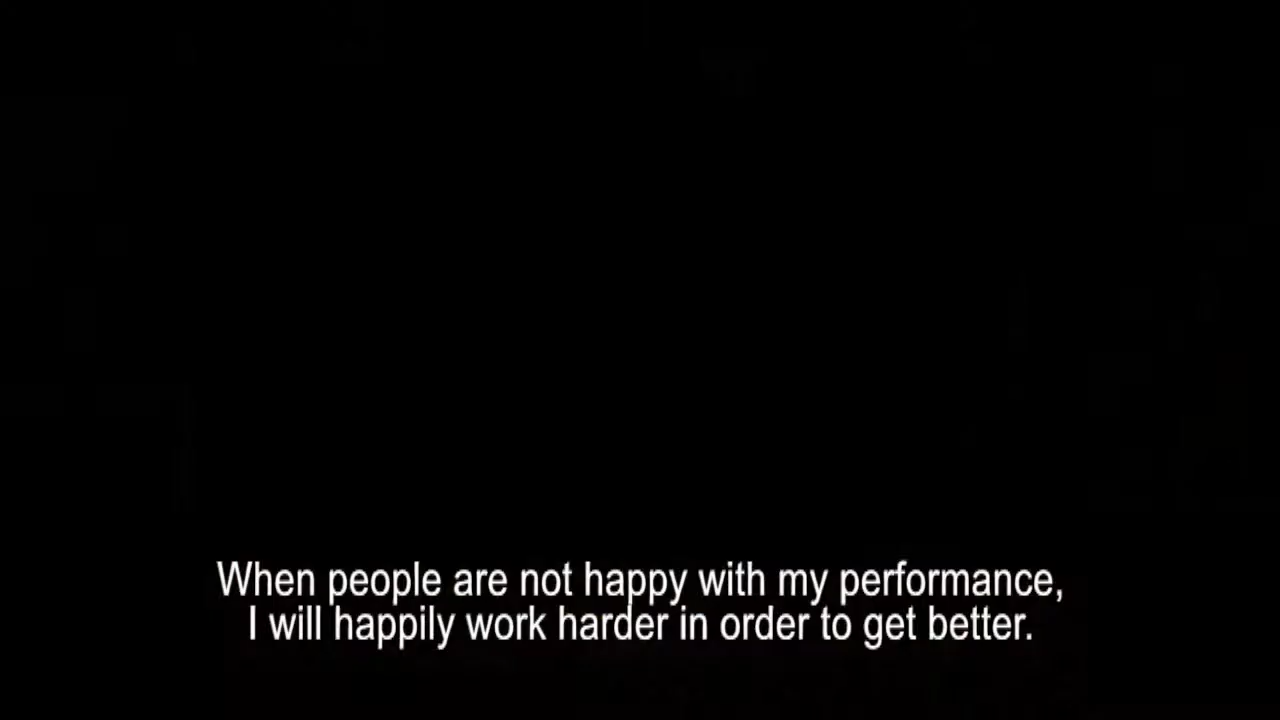 When people are not happy with my performance,
I will happily work harder in order to get better.